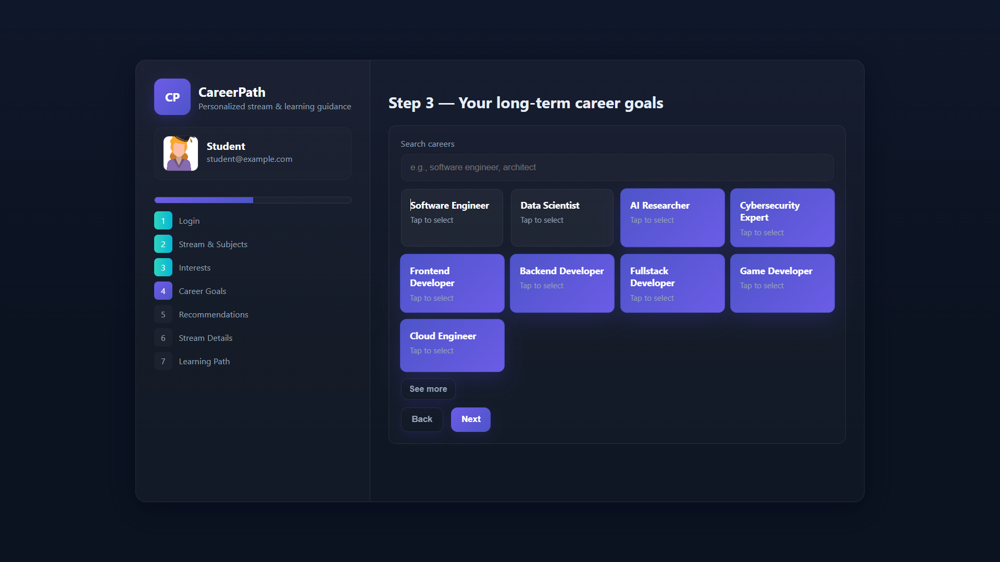 CP
CareerPath
Personalized stream & learning guidance
Student
student@example.com
1 Login
2 Stream & Subjects
3 Interests
4 Career Goals
5 Recommendations
6 Stream Details
7 Learning Path
Step 3 — Your long-term career goals
Search careers
e.g., software engineer, architect
Software Engineer
Tap to select
Data Scientist
Tap to select
AI Researcher
Tap to select
Cybersecurity
Expert
Tap to select
Frontend
Developer
Tap to select
Backend Developer
Tap to select
Fullstack
Developer
Tap to select
Game Developer
Tap to select
Cloud Engineer
Tap to select
See more
Back
Next